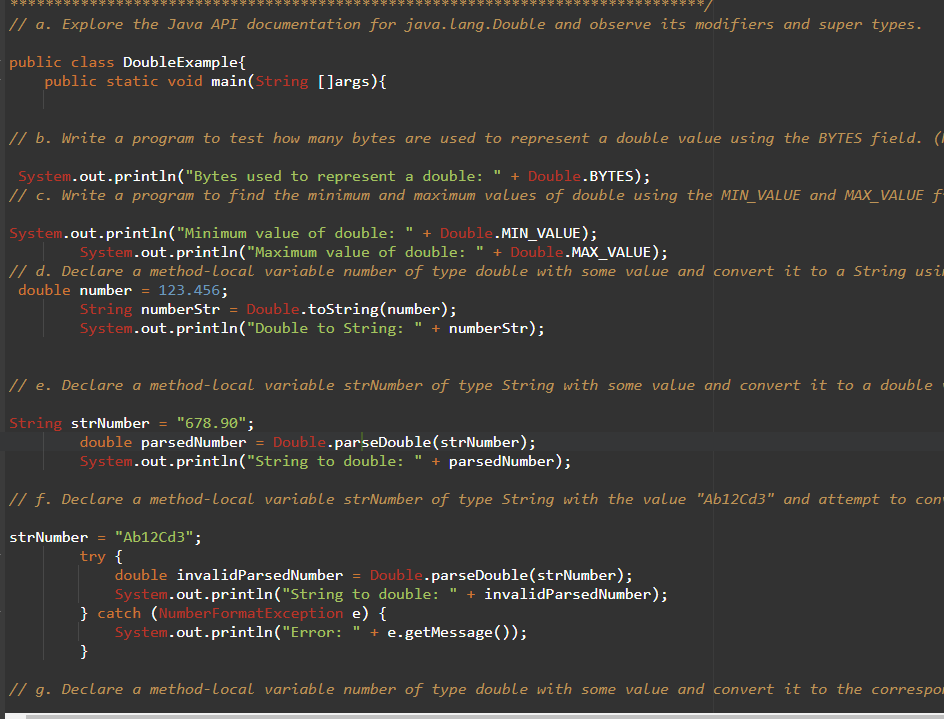 ********************************************************************************/
// a. Explore the Java API documentation for java.lang.Double and observe its modifiers and super types.
public class DoubleExample{
public static void main(String []args){
// b. Write a program to test how many bytes are used to represent a double value using the BYTES field. (
System.out.println("Bytes used to represent a double: " + Double.BYTES);
// c. Write a program to find the minimum and maximum values of double using the MIN_VALUE and MAX_VALUE f
System.out.println("Minimum value of double: " + Double.MIN_VALUE);
System.out.println("Maximum value of double: " + Double.MAX_VALUE);
// d. Declare a method-local variable number of type double with some value and convert it to a String usi
double number = 123.456;
String numberStr = Double.toString(number);
System.out.println("Double to String: " + numberStr);
// e. Declare a method-local variable strNumber of type String with some value and convert it to a double
String strNumber = "678.90";
double parsedNumber = Double.parseDouble(strNumber);
System.out.println("String to double: " + parsedNumber);
// f. Declare a method-local variable strNumber of type String with the value "Ab12Cd3" and attempt to con
strNumber = "Ab12Cd3";
try {
double invalidParsedNumber = Double.parseDouble(strNumber);
System.out.println("String to double: " + invalidParsedNumber);
} catch (NumberFormatException e) {
System.out.println("Error: " + e.getMessage());
}
// g. Declare a method-local variable number of type double with some value and convert it to the correspo